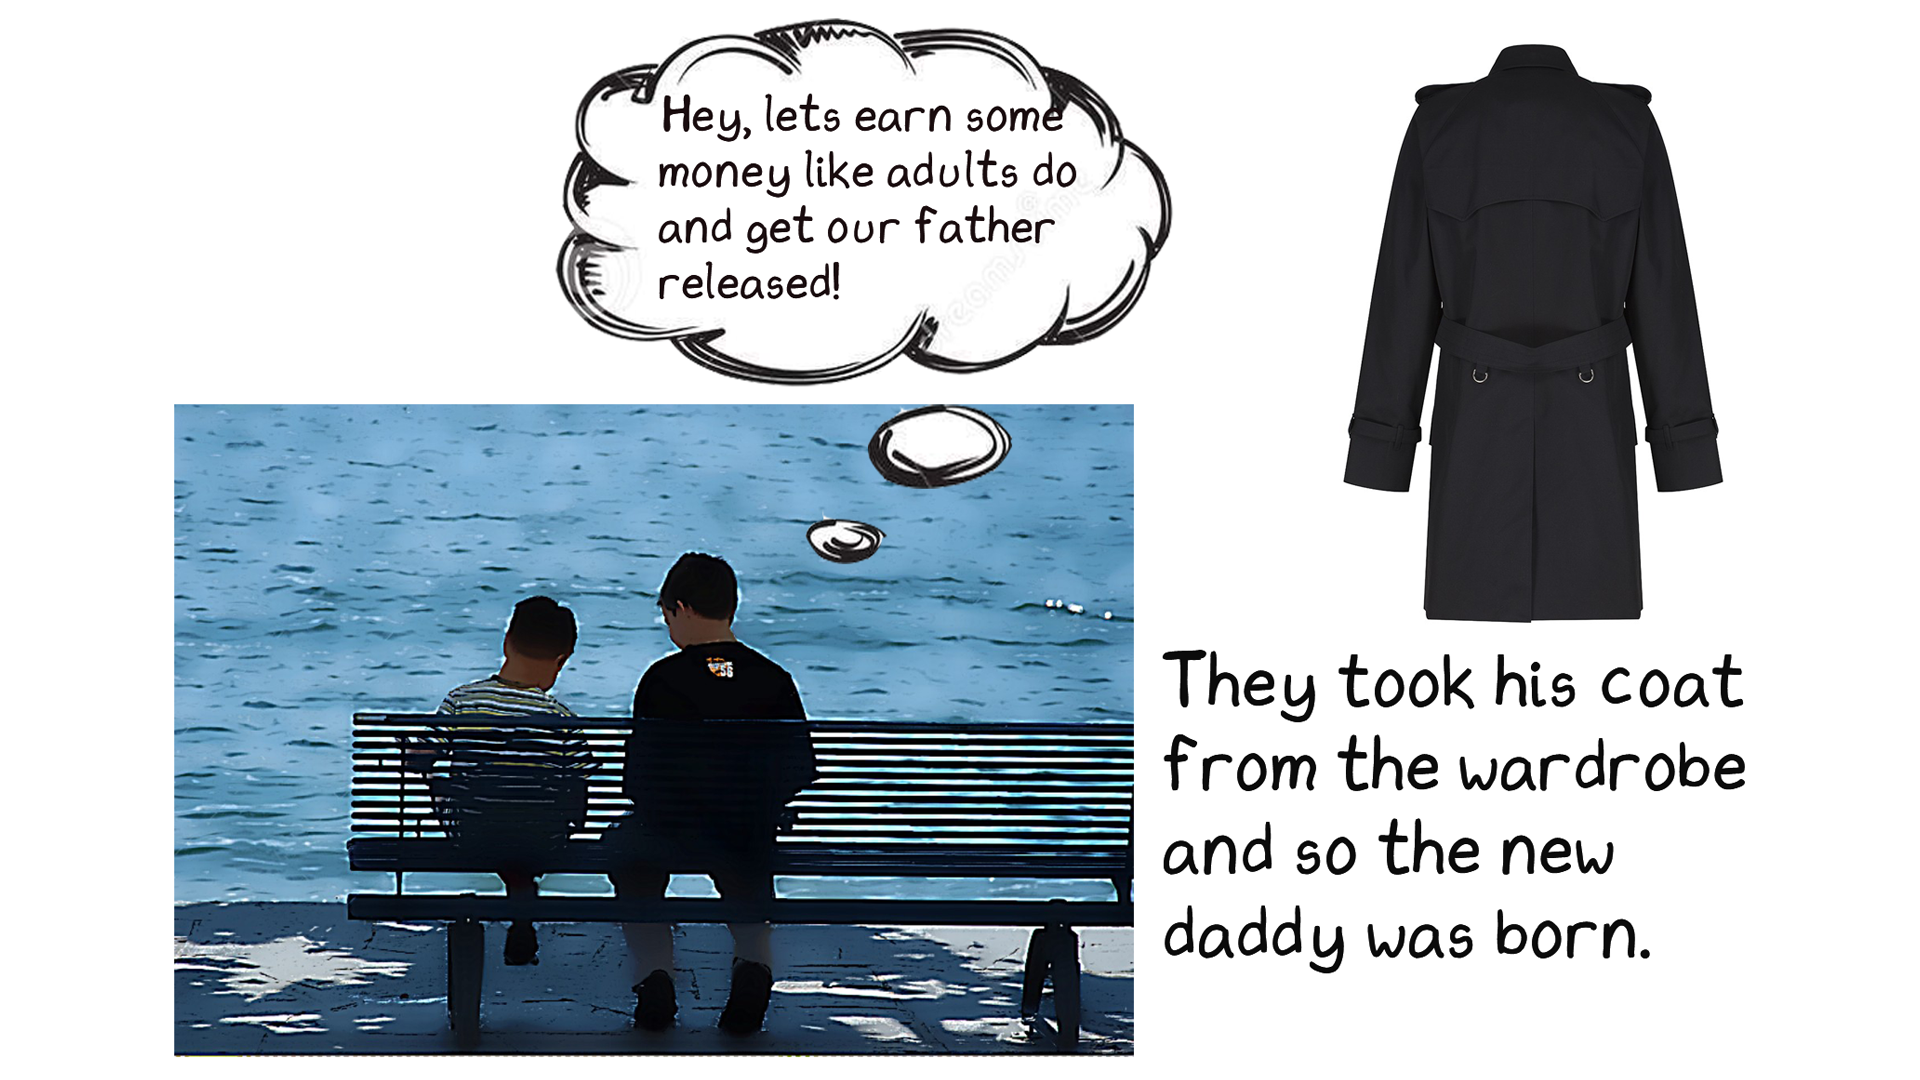 Hey, lets earn some
money like adults do
and get our father
released!
56
They took his coat
from the wardrobe
and so the new
daddy was born.